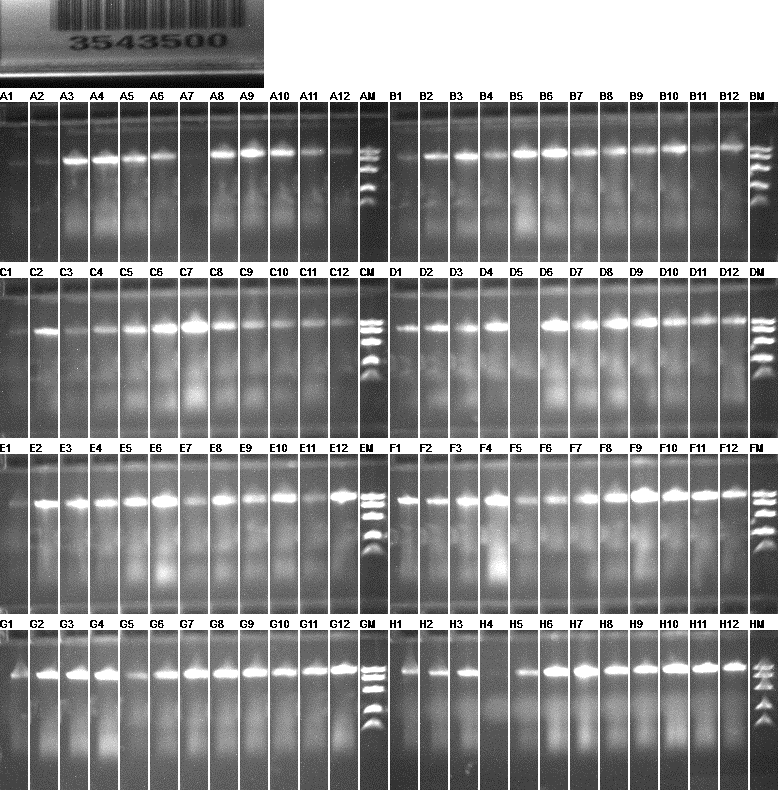 3543500
A1 A2 A3 A4 A5 A6 A7 A8 A9 A10 A11 A12 AM B1 B2 B3 B4 B5 B6 B7 B8 B9 B10 B11 B12 BM
C1 C2 C3 C4 C5 C6 C7 C8 C9 C10 C11 C12 CM D1 D2 D3 D4 D5 D6 D7 D8 D9 D10 D11 D12 DM
E1 E2 E3 E4 E5 E6 E7 E8 E9 E10 E11 E12 EM F1 F2 F3 F4 F5 F6 F7 F8 F9 F10 F11 F12 FM
G1 G2 G3 G4 G5 G6 G7 G8 G9 G10 G11 G12 GM H1 H2 H3 H4 H5 H6 H7 H8 H9 H10 H11 H12 HM